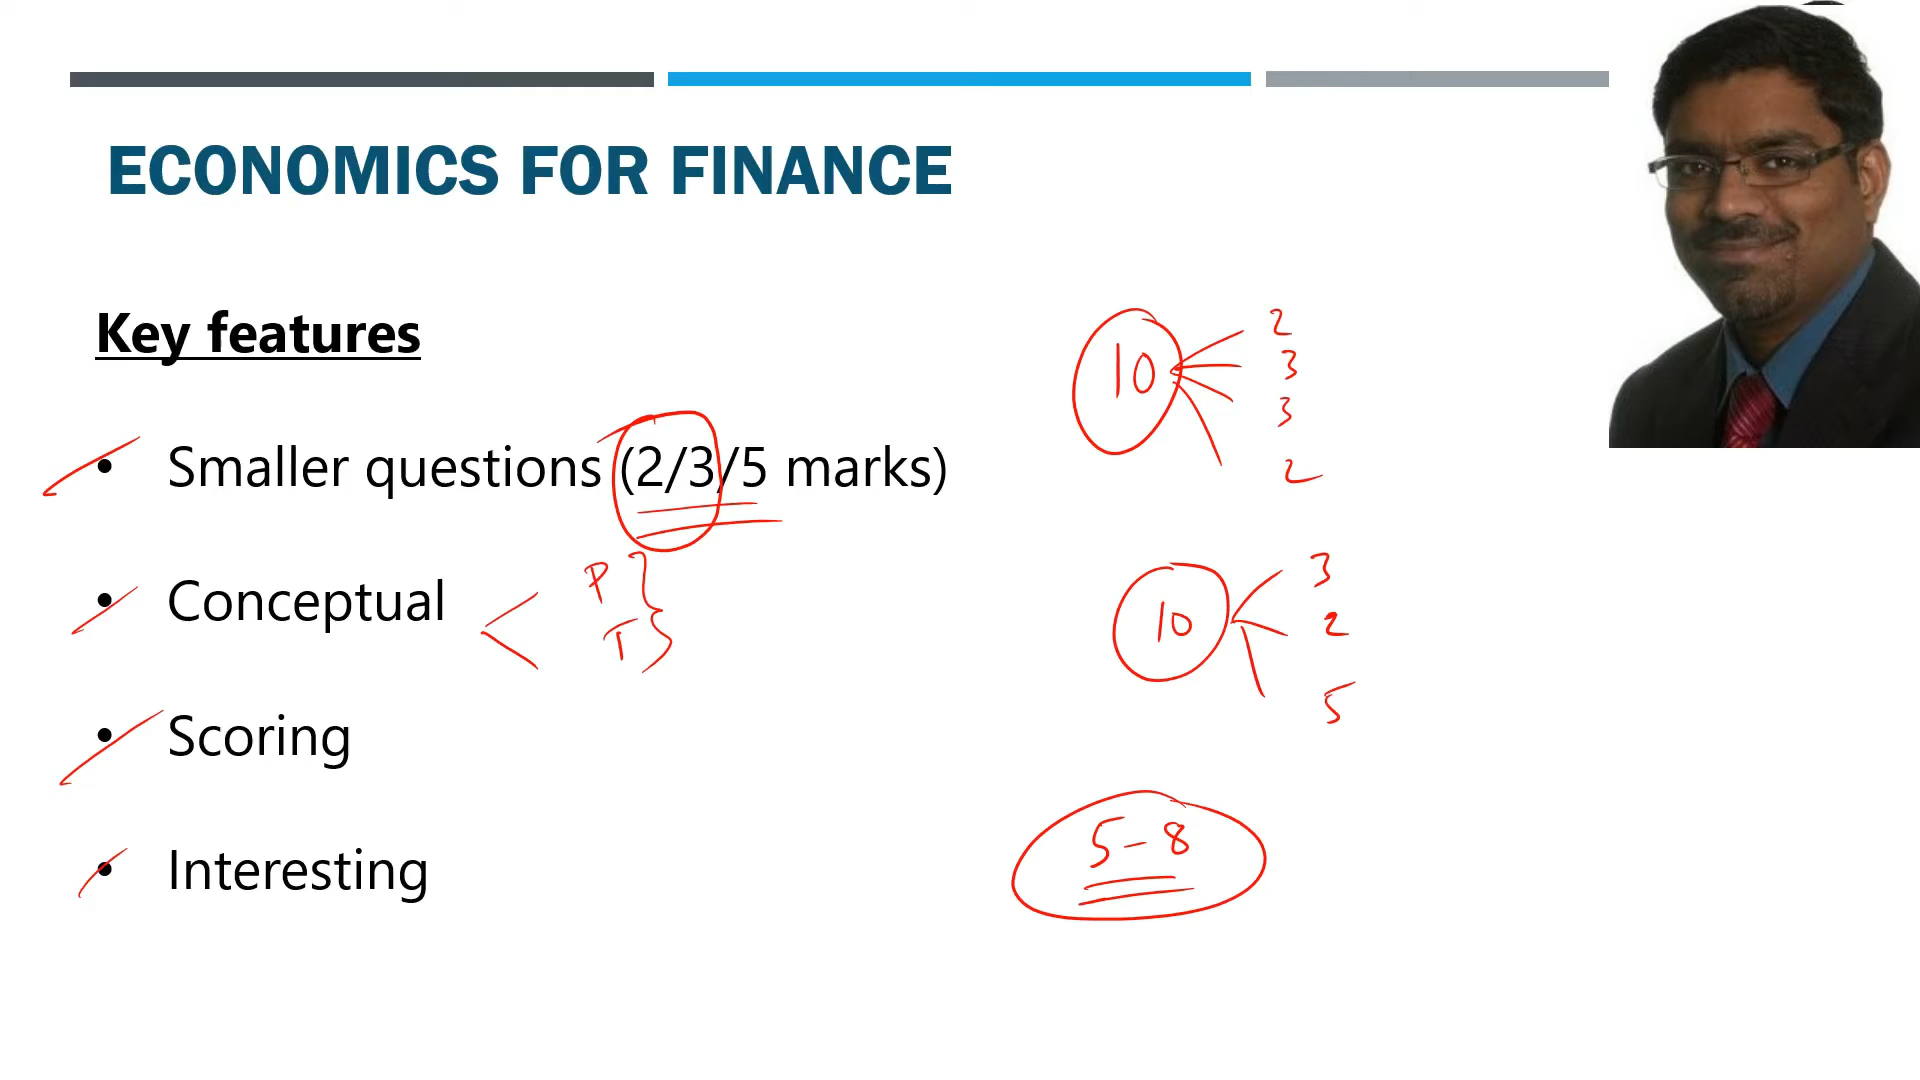 ECONOMICS FOR FINANCE
Key features
• Smaller questions (2/3/5 marks)
• Conceptual
P
T
• Scoring
• Interesting
10
2
3
3
2
10
3
2
5
5-8